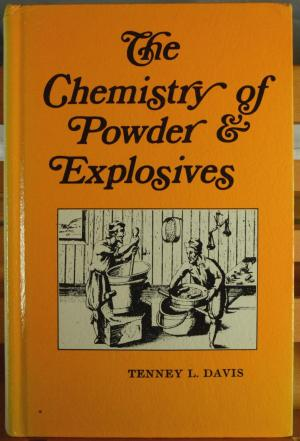 The
Chemistry of
Powder &
Explosives
TENNEY L. DAVIS